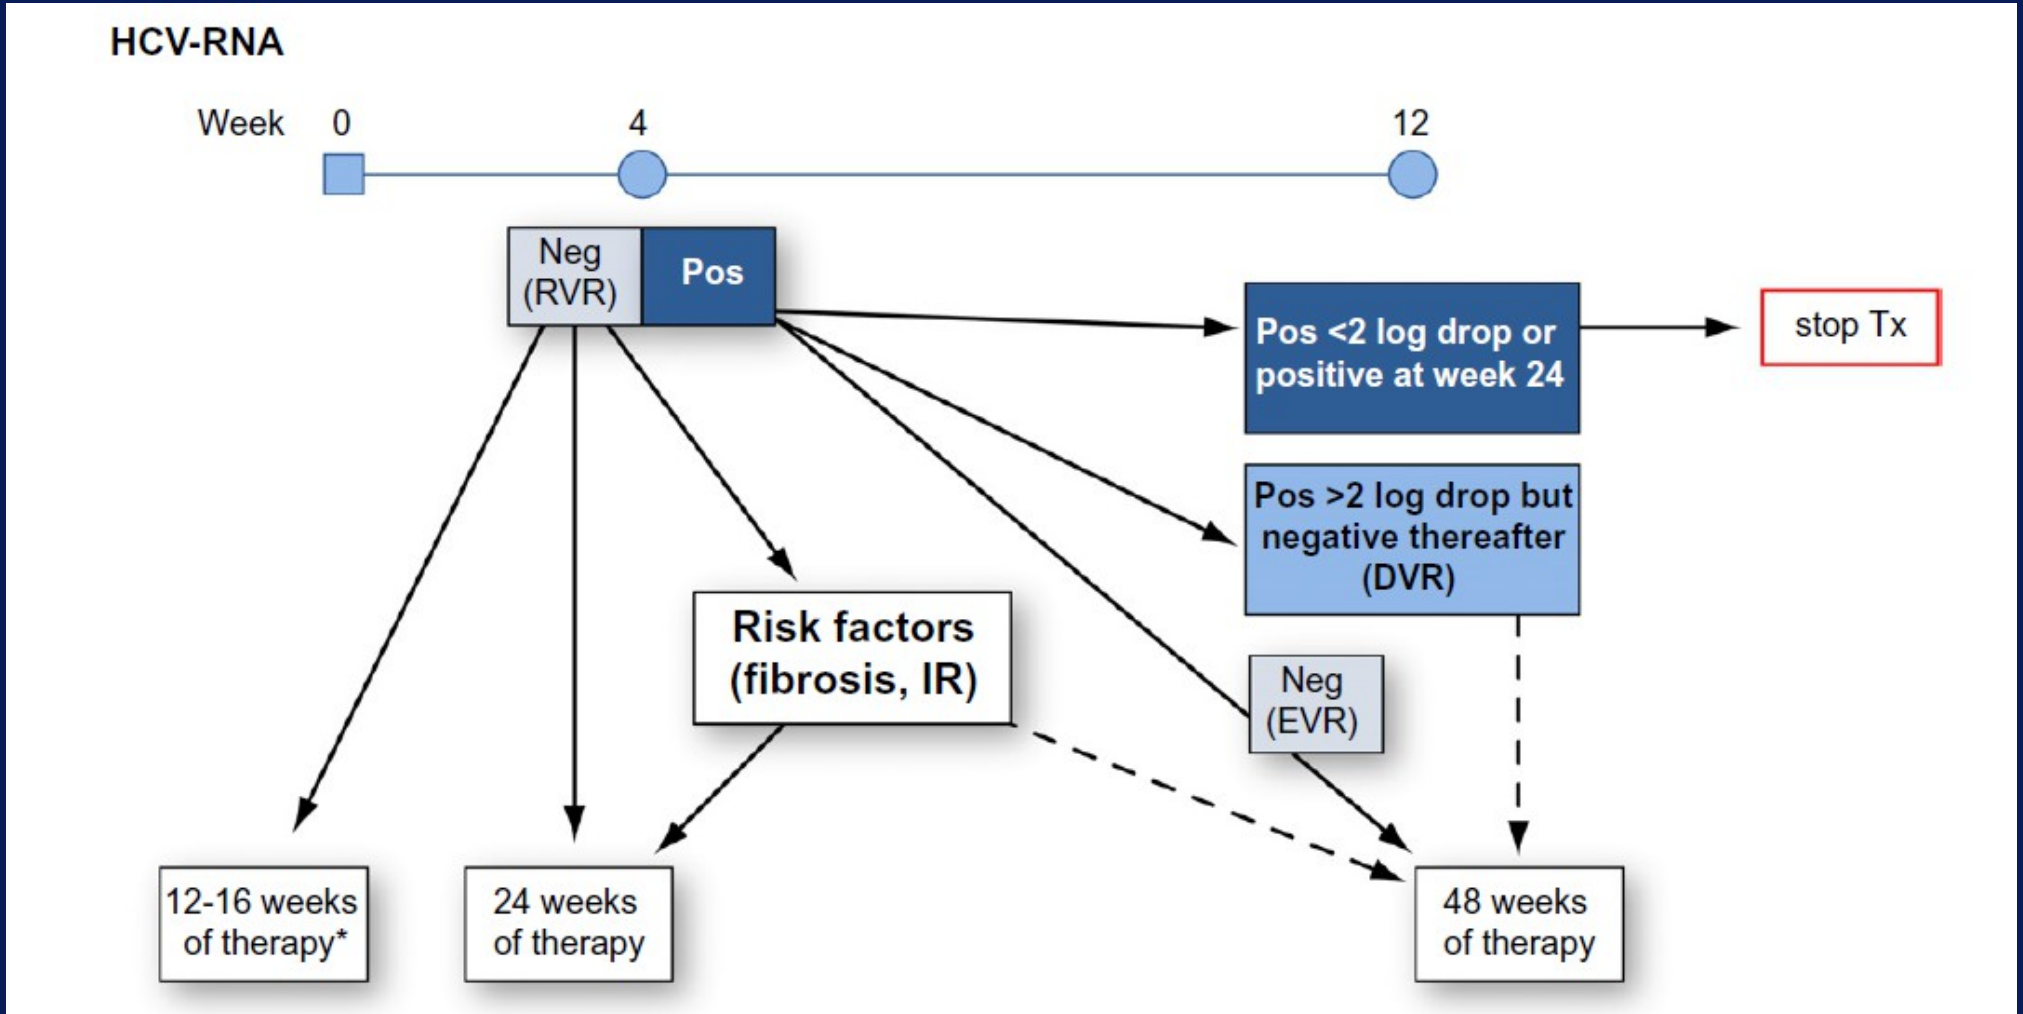 HCV-RNA
Week 0 4 12
Neg
(RVR)
Pos
Pos <2 log drop or
positive at week 24
stop Tx
Pos >2 log drop but
negative thereafter
(DVR)
Risk factors
(fibrosis, IR)
Neg
(EVR)
12-16 weeks
of therapy*
24 weeks
of therapy
48 weeks
of therapy